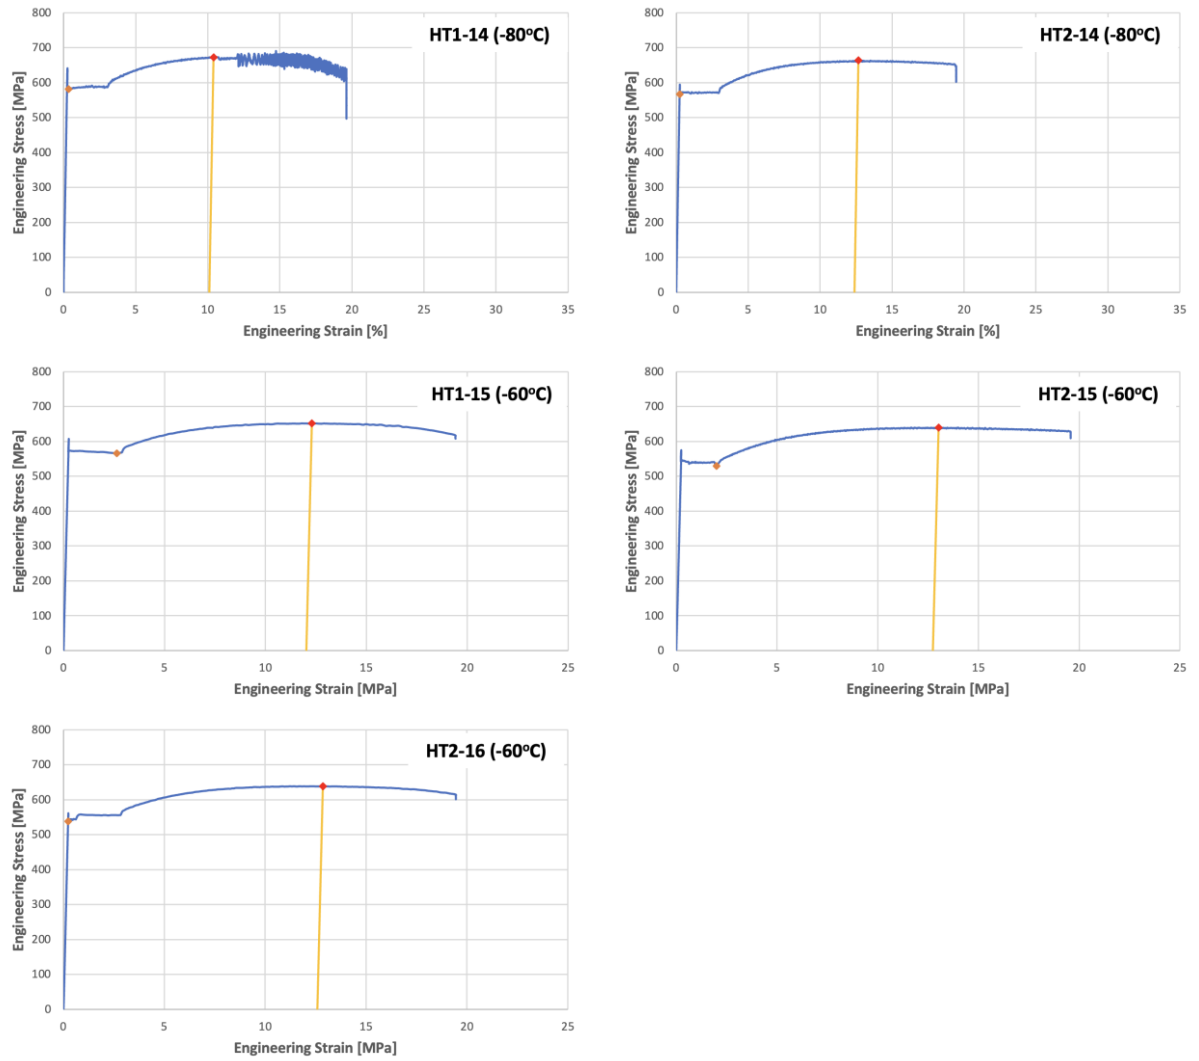 HT1-14 (-80°C)
Engineering Stress [MPa]
800
700
600
500
400
300
200
100
0
0 5 10 15 20 25 30 35
Engineering Strain [%]
HT2-14 (-80°C)
Engineering Stress [MPa]
800
700
600
500
400
300
200
100
0
0 5 10 15 20 25 30 35
Engineering Strain [%]
HT1-15 (-60°C)
Engineering Stress [MPa]
800
700
600
500
400
300
200
100
0
0 5 10 15 20 25
Engineering Strain [MPa]
HT2-15 (-60°C)
Engineering Stress [MPa]
800
700
600
500
400
300
200
100
0
0 5 10 15 20 25
Engineering Strain [MPa]
HT2-16 (-60°C)
Engineering Stress [MPa]
800
700
600
500
400
300
200
100
0
0 5 10 15 20 25
Engineering Strain [MPa]